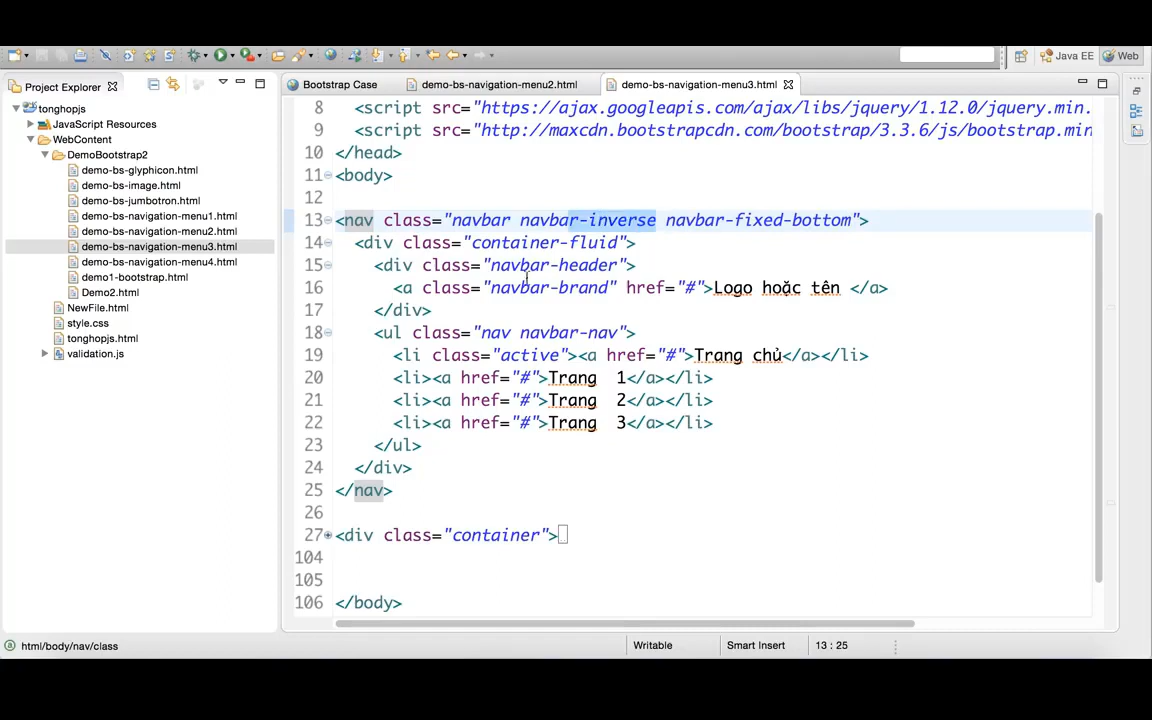 Java EE
Web
Project Explorer
Bootstrap Case
demo-bs-navigation-menu2.html
demo-bs-navigation-menu3.html
tonghopjs
JavaScript Resources
WebContent
DemoBootstrap2
demo-bs-glyphicon.html
demo-bs-image.html
demo-bs-jumbotron.html
demo-bs-navigation-menu1.html
demo-bs-navigation-menu2.html
demo-bs-navigation-menu3.html
demo-bs-navigation-menu4.html
demo1-bootstrap.html
Demo2.html
NewFile.html
style.css
tonghopjs.html
validation.js
8 <script src="https://ajax.googleapis.com/ajax/libs/jquery/1.12.0/jquery.min.
9 <script src="http://maxcdn.bootstrapcdn.com/bootstrap/3.3.6/js/bootstrap.min
10 </head>
11 <body>
12
13 <nav class="navbar navbar-inverse navbar-fixed-bottom">
14 <div class="container-fluid">
15 <div class="navbar-header">
16 <a class="navbar-brand" href="#">Logo hoặc tên </a>
17 </div>
18 <ul class="nav navbar-nav">
19 <li class="active"><a href="#">Trang chủ</a></li>
20 <li><a href="#">Trang  1</a></li>
21 <li><a href="#">Trang  2</a></li>
22 <li><a href="#">Trang  3</a></li>
23 </ul>
24 </div>
25 </nav>
26
27 <div class="container">
104
105
106 </body>
html/body/nav/class
Writable
Smart Insert
13 : 25